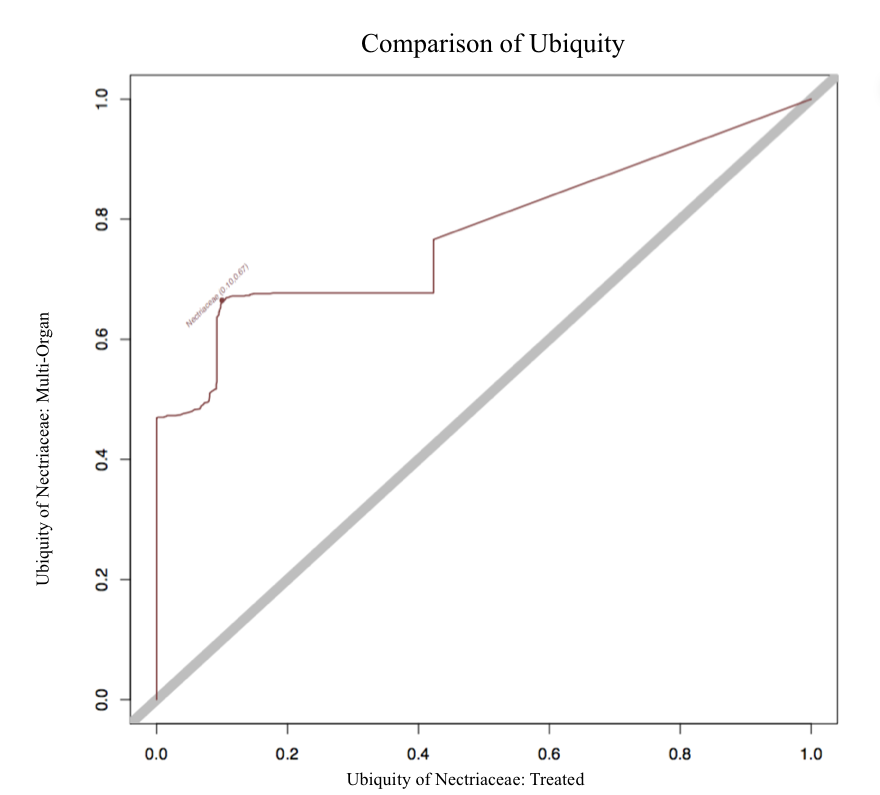 Comparison of Ubiquity
Ubiquity of Nectriaceae: Multi-Organ
1.0
0.8
0.6
0.4
0.2
0.0
Nectriaceae (0.10,0.67)
0.0 0.2 0.4 0.6 0.8 1.0
Ubiquity of Nectriaceae: Treated